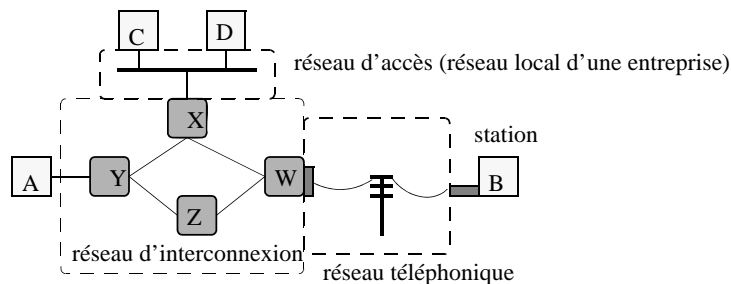 C
D
réseau d'accès (réseau local d'une entreprise)
X
station
A
Y
W
B
Z
réseau d'interconnexion
réseau téléphonique